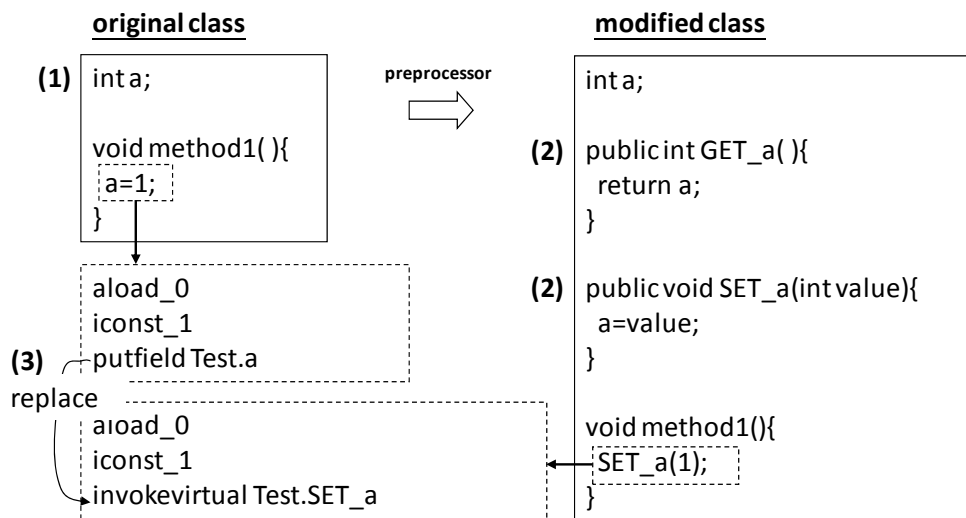 original class
modified class
preprocessor
(1) int a;
void method1( ){
a=1;
}
aload_0
iconst_1
(3) putfield Test.a
replace
aload_0
iconst_1
invokevirtual Test.SET_a
int a;
(2) public int GET_a( ){
return a;
}
(2) public void SET_a(int value){
a=value;
}
void method1(){
SET_a(1);
}